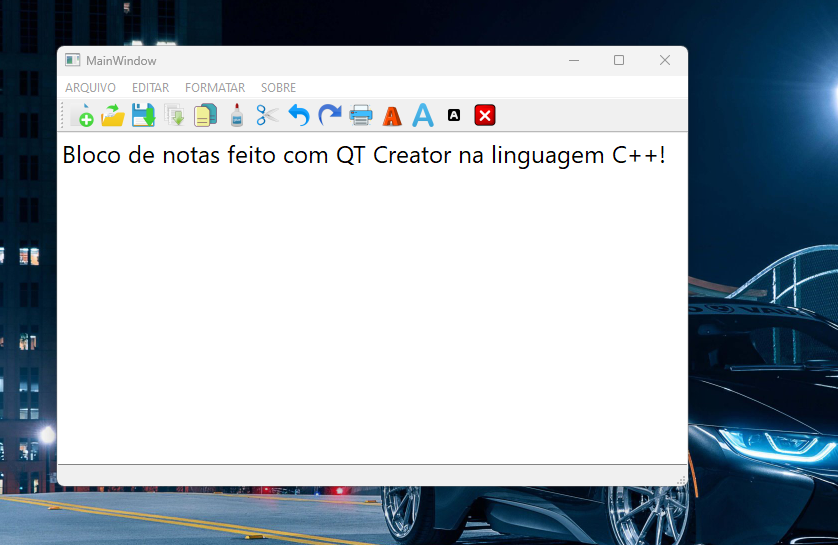 MainWindow
ARQUIVO EDITAR FORMATAR SOBRE
Bloco de notas feito com QT Creator na linguagem C++!